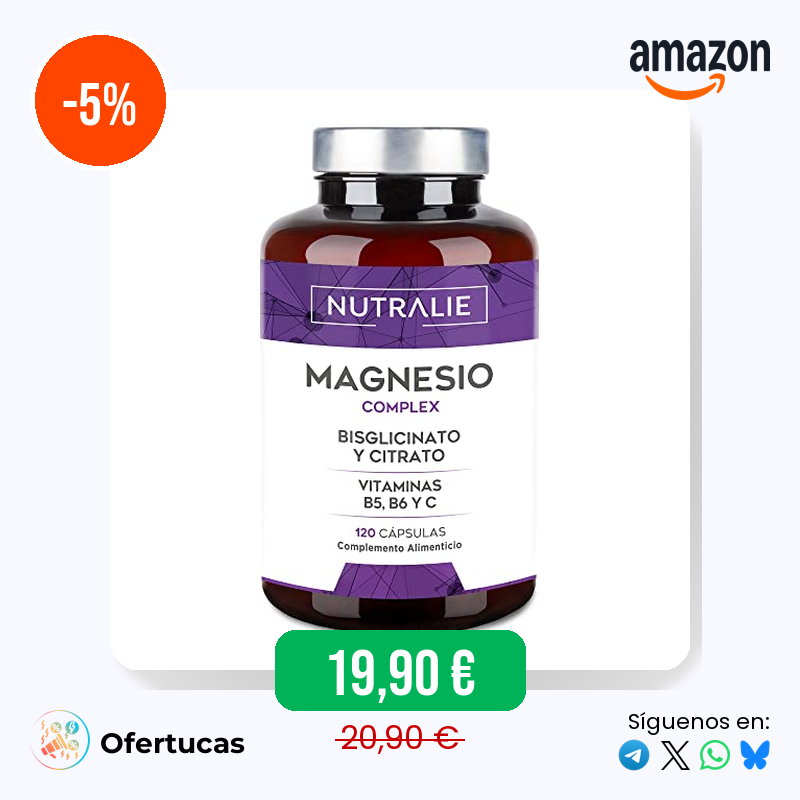 -5%
amazon
NUTRALIE
MAGNESIO
COMPLEX
BISGLICINATO
Y CITRATO
VITAMINAS
B5, B6 Y C
120 CÁPSULAS
Complemento Alimenticio
19,90 €
20,90 €
Ofertucas
Síguenos en: